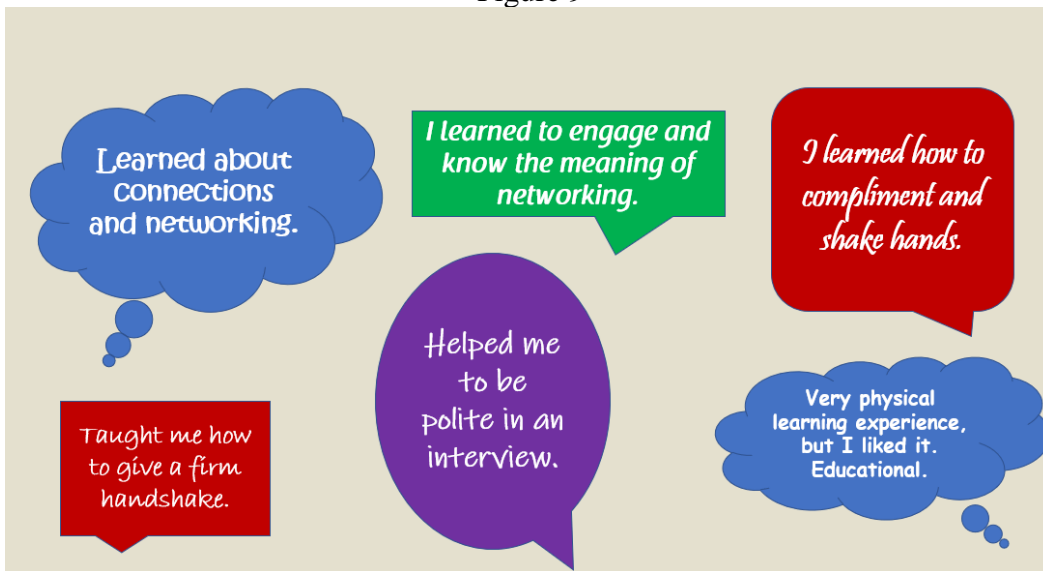 Learned about
connections
and networking.
I learned to engage and
know the meaning of
networking.
I learned how to
compliment and
shake hands.
Helped me
to be
polite in an
interview.
Taught me how
to give a firm
handshake.
Very physical
learning experience,
but I liked it.
Educational.